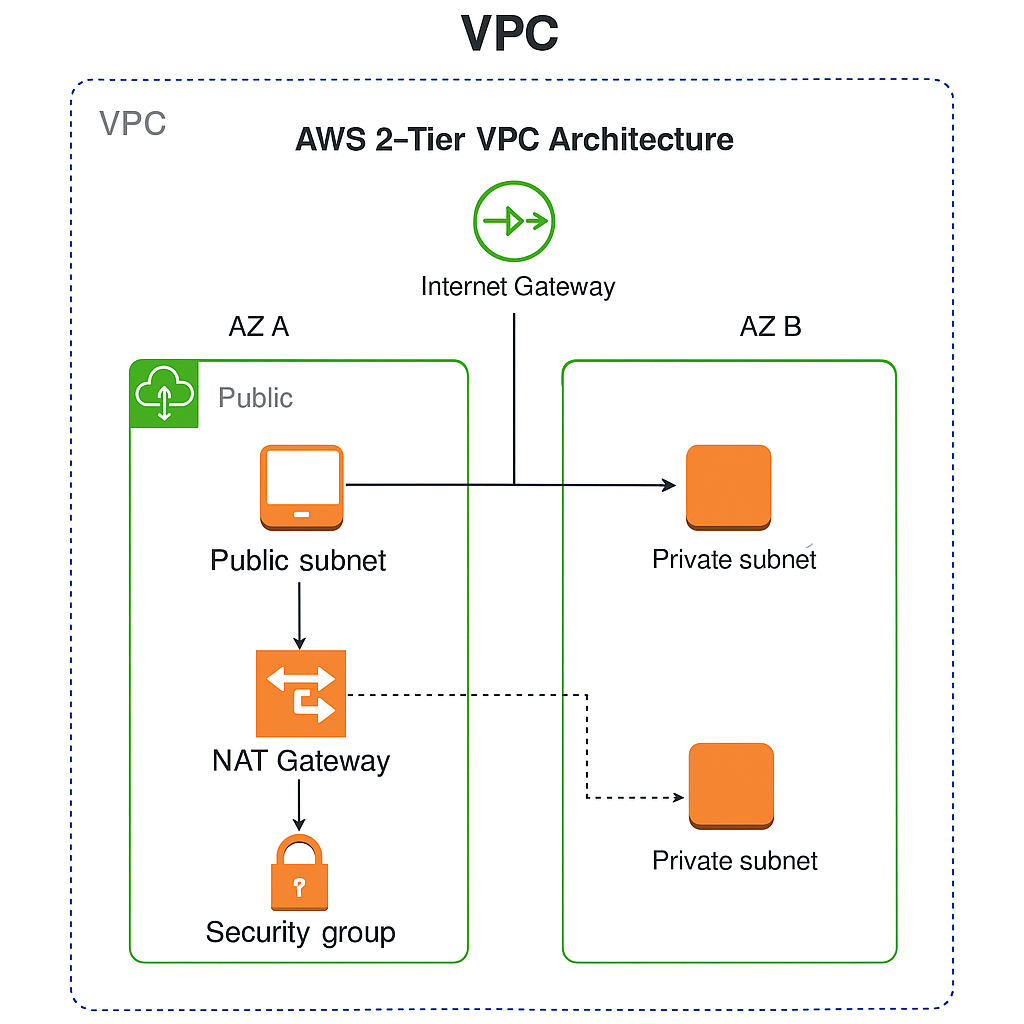 VPC
VPC
AWS 2–Tier VPC Architecture
Internet Gateway
AZ A
AZ B
Public
Public subnet
Private subnet
NAT Gateway
Private subnet
Security group